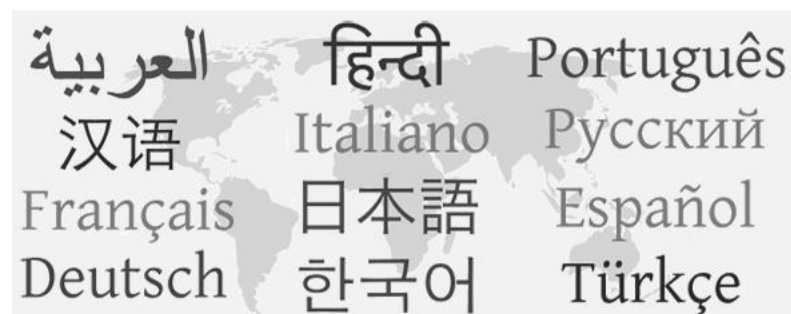 العربية हिन्दी Português
汉语 Italiano Русский
Français 日本語 Español
Deutsch 한국어 Türkçe